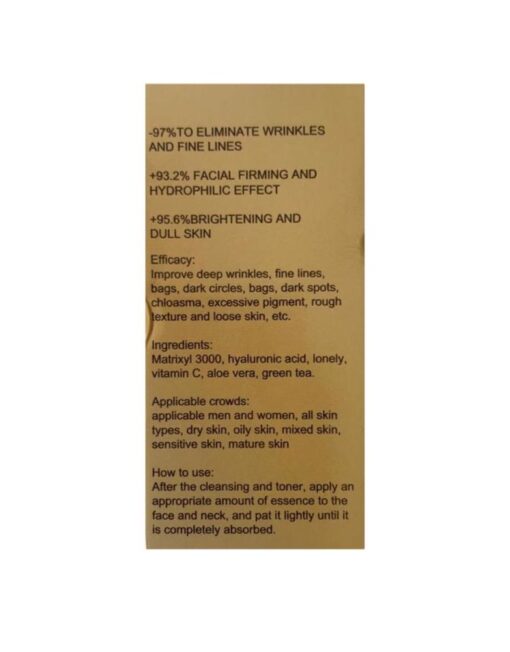 -97%TO ELIMINATE WRINKLES
AND FINE LINES
+93.2% FACIAL FIRMING AND
HYDROPHILIC EFFECT
+95.6%BRIGHTENING AND
DULL SKIN
Efficacy:
Improve deep wrinkles, fine lines,
bags, dark circles, bags, dark spots,
chloasma, excessive pigment, rough
texture and loose skin, etc.
Ingredients:
Matrixyl 3000, hyaluronic acid, lonely,
vitamin C, aloe vera, green tea.
Applicable crowds:
applicable men and women, all skin
types, dry skin, oily skin, mixed skin,
sensitive skin, mature skin
How to use:
After the cleansing and toner, apply an
appropriate amount of essence to the
face and neck, and pat it lightly until it
is completely absorbed.